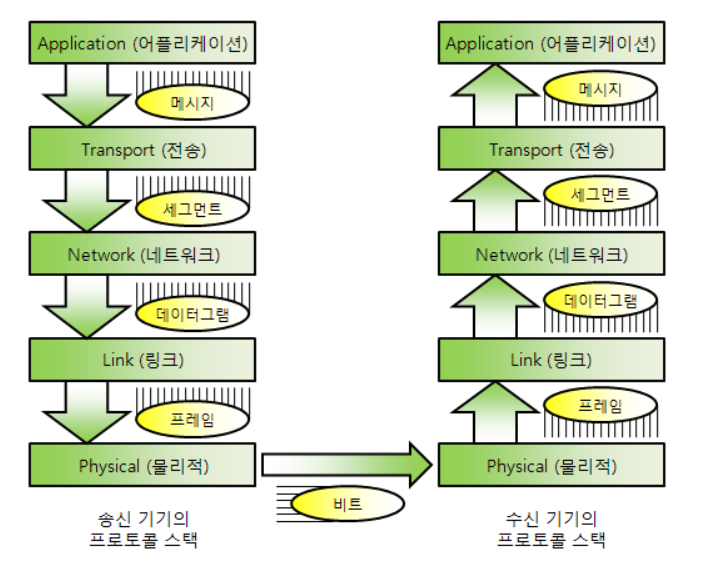 Application (어플리케이션)
메시지
Transport (전송)
세그먼트
Network (네트워크)
데이터그램
Link (링크)
프레임
Physical (물리적)
송신 기기의
프로토콜 스택
비트
Application (어플리케이션)
메시지
Transport (전송)
세그먼트
Network (네트워크)
데이터그램
Link (링크)
프레임
Physical (물리적)
수신 기기의
프로토콜 스택